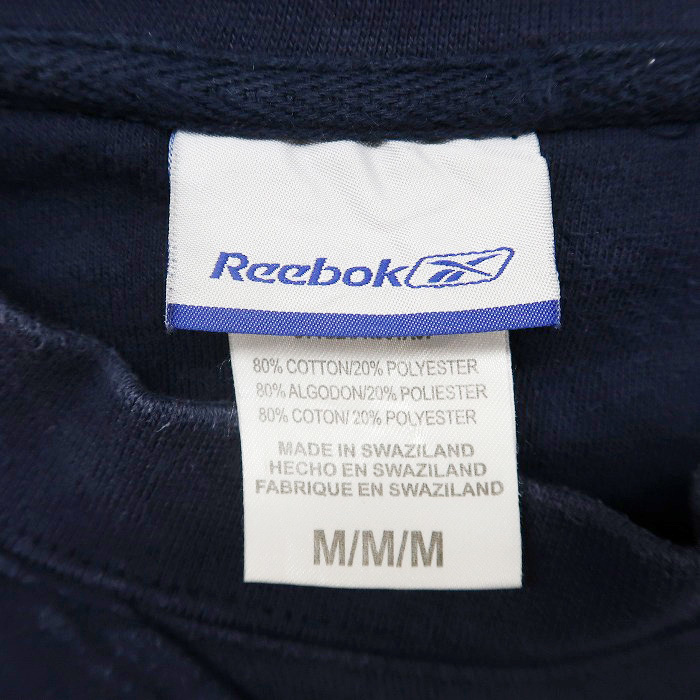 Reebok
80% COTTON/20% POLYESTER
80% ALGODON/20% POLIESTER
80% COTON/ 20% POLYESTER
MADE IN SWAZILAND
HECHO EN SWAZILAND
FABRIQUE EN SWAZILAND
M/M/M